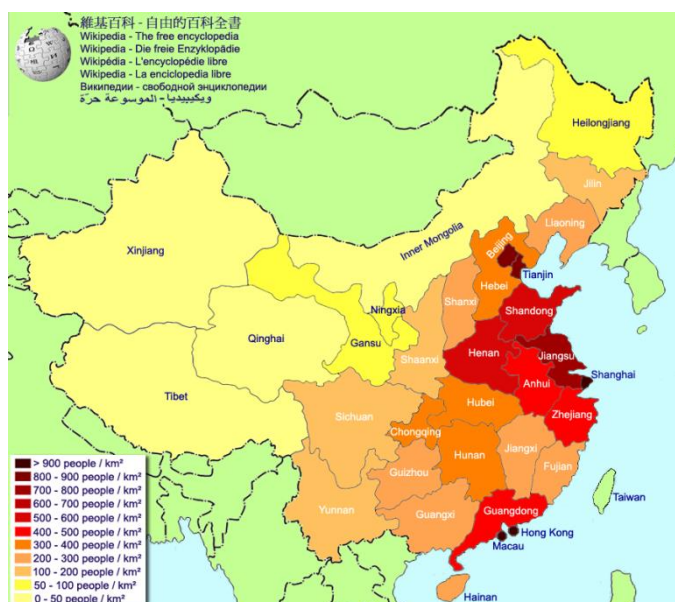 維基百科 - 自由的百科全書
Wikipedia - The free encyclopedia
Wikipedia - Die freie Enzyklopädie
Wikipédia - L'encyclopédie libre
Wikipedia - La enciclopedia libre
Википедии - свободной энциклопедии
ويكيبيديا - الموسوعة حرّة
Heilongjiang
Jilin
Liaoning
Inner Mongolia
Xinjiang
Beijing
Tianjin
Hebei
Ningxia
Shanxi
Shandong
Qinghai
Gansu
Shaanxi
Henan
Jiangsu
Shanghai
Anhui
Tibet
Sichuan
Hubei
Zhejiang
Chongqing
Hunan
Jiangxi
Guizhou
Fujian
Yunnan
Guangxi
Guangdong
Taiwan
Hong Kong
Macau
Hainan
> 900 people / km²
800 - 900 people / km²
700 - 800 people / km²
600 - 700 people / km²
500 - 600 people / km²
400 - 500 people / km²
300 - 400 people / km²
200 - 300 people / km²
100 - 200 people / km²
50 - 100 people / km²
0 - 50 people / km²